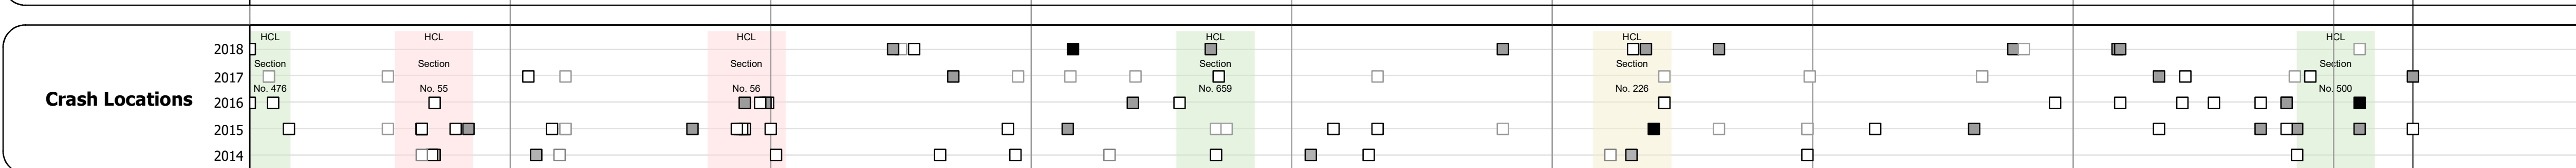 HCL HCL HCL HCL HCL HCL
2018
Section Section Section Section Section Section
2017
No. 476 No. 55 No. 56 No. 659 No. 226 No. 500
Crash Locations
2016
2015
2014